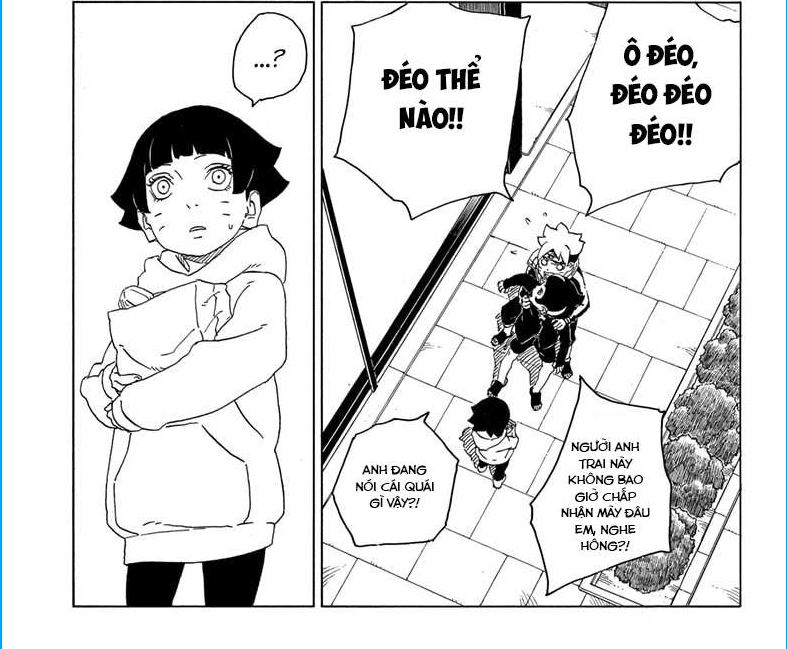 ...?
ĐÉO THỂ
NÀO!!
Ô ĐÉO,
ĐÉO ĐÉO
ĐÉO!!
ANH ĐANG
NÓI CÁI QUÁI
GÌ VẬY?!
NGƯỜI ANH
TRAI NÀY
KHÔNG BAO
GIỜ CHẤP
NHẬN MÀY ĐÂU
EM, NGHE
HÔNG?!